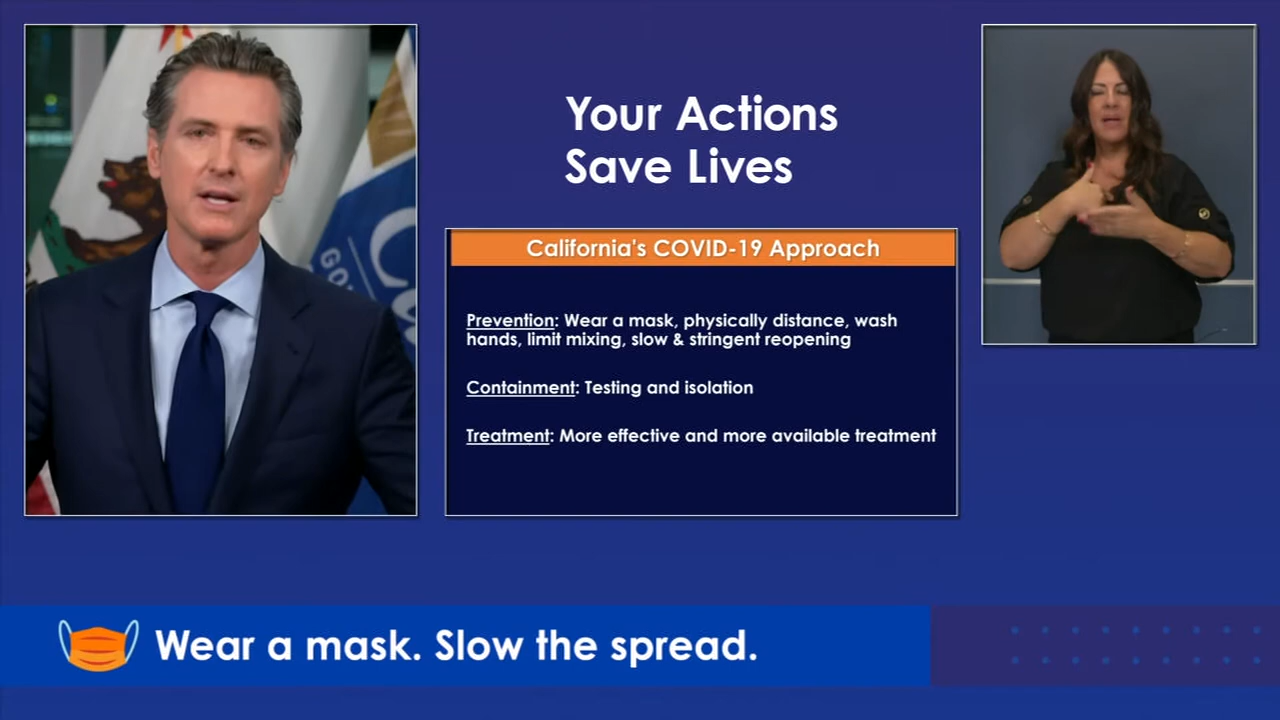 Your Actions
Save Lives
California's COVID-19 Approach
Prevention: Wear a mask, physically distance, wash
hands, limit mixing, slow & stringent reopening
Containment: Testing and isolation
Treatment: More effective and more available treatment
Wear a mask. Slow the spread.